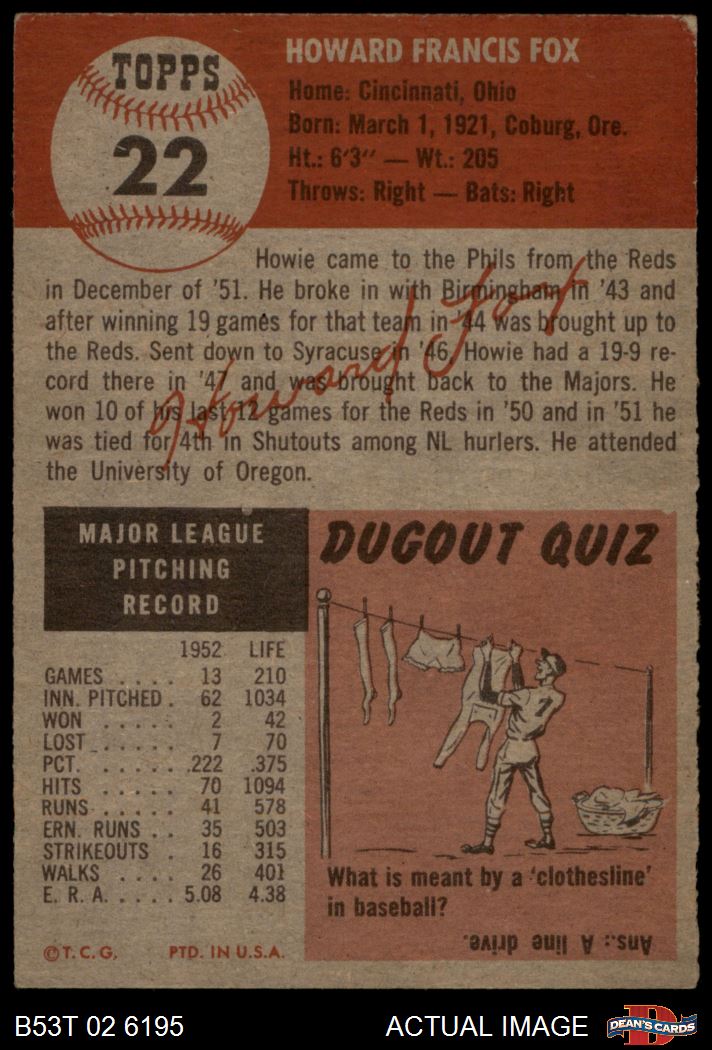 TOPPS
22
HOWARD FRANCIS FOX
Home: Cincinnati, Ohio
Born: March 1, 1921, Coburg, Ore.
Ht.: 6'3" — Wt.: 205
Throws: Right — Bats: Right
Howie came to the Phils from the Reds
in December of '51. He broke in with Birmingham in '43 and
after winning 19 games for that team in '44 was brought up to
the Reds. Sent down to Syracuse in '46, Howie had a 19-9 re-
cord there in '47 and was brought back to the Majors. He
won 10 of his last 12 games for the Reds in '50 and in '51 he
was tied for 4th in Shutouts among NL hurlers. He attended
the University of Oregon.
Howard Fox
MAJOR LEAGUE
PITCHING
RECORD
1952 LIFE
GAMES .... 13 210
INN. PITCHED . 62 1034
WON ..... 2 42
LOST ..... 7 70
PCT. ...... .222 .375
HITS ..... 70 1094
RUNS ..... 41 578
ERN. RUNS .. 35 503
STRIKEOUTS . 16 315
WALKS .... 26 401
E. R. A. .... 5.08 4.38
©T. C. G. PTD. IN U.S.A.
DUGOUT QUIZ
1
What is meant by a 'clothesline'
in baseball?
Ans.: A line drive.
B53T 02 6195
ACTUAL IMAGE
DEAN'S CARDS